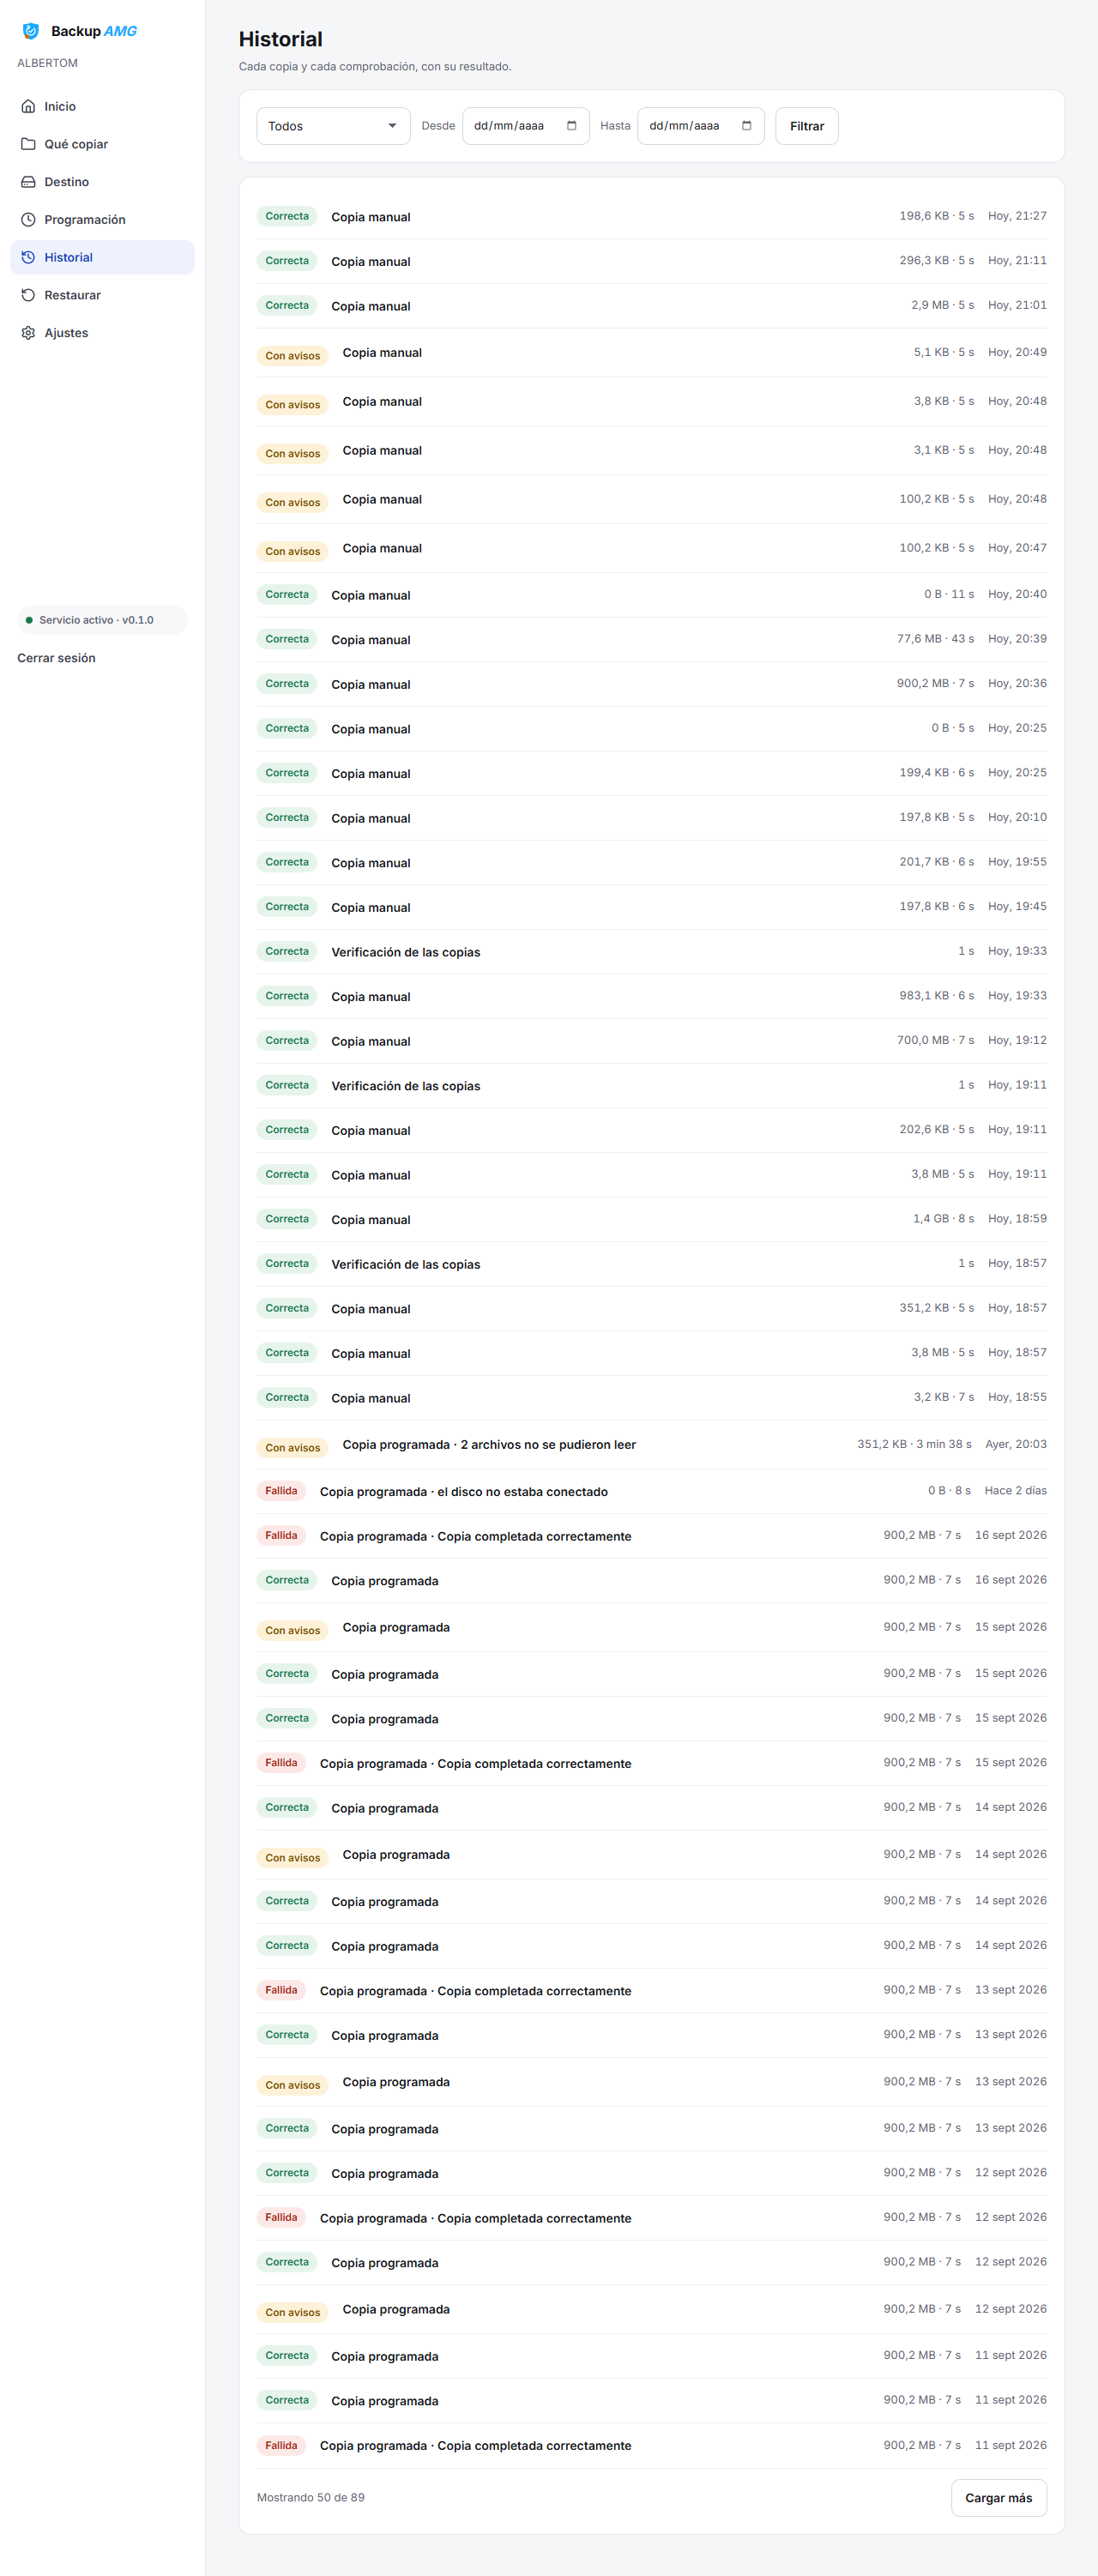 Backup AMG
ALBERTOM
Inicio
Qué copiar
Destino
Programación
Historial
Restaurar
Ajustes
Servicio activo · v0.1.0
Cerrar sesión
Historial
Cada copia y cada comprobación, con su resultado.
Todos Desde dd/mm/aaaa Hasta dd/mm/aaaa Filtrar
Correcta Copia manual 198,6 KB · 5 s Hoy, 21:27
Correcta Copia manual 296,3 KB · 5 s Hoy, 21:11
Correcta Copia manual 2,9 MB · 5 s Hoy, 21:01
Con avisos Copia manual 5,1 KB · 5 s Hoy, 20:49
Con avisos Copia manual 3,8 KB · 5 s Hoy, 20:48
Con avisos Copia manual 3,1 KB · 5 s Hoy, 20:48
Con avisos Copia manual 100,2 KB · 5 s Hoy, 20:48
Con avisos Copia manual 100,2 KB · 5 s Hoy, 20:47
Correcta Copia manual 0 B · 11 s Hoy, 20:40
Correcta Copia manual 77,6 MB · 43 s Hoy, 20:39
Correcta Copia manual 900,2 MB · 7 s Hoy, 20:36
Correcta Copia manual 0 B · 5 s Hoy, 20:25
Correcta Copia manual 199,4 KB · 6 s Hoy, 20:25
Correcta Copia manual 197,8 KB · 5 s Hoy, 20:10
Correcta Copia manual 201,7 KB · 6 s Hoy, 19:55
Correcta Copia manual 197,8 KB · 6 s Hoy, 19:45
Correcta Verificación de las copias 1 s Hoy, 19:33
Correcta Copia manual 983,1 KB · 6 s Hoy, 19:33
Correcta Copia manual 700,0 MB · 7 s Hoy, 19:12
Correcta Verificación de las copias 1 s Hoy, 19:11
Correcta Copia manual 202,6 KB · 5 s Hoy, 19:11
Correcta Copia manual 3,8 MB · 5 s Hoy, 19:11
Correcta Copia manual 1,4 GB · 8 s Hoy, 18:59
Correcta Verificación de las copias 1 s Hoy, 18:57
Correcta Copia manual 351,2 KB · 5 s Hoy, 18:57
Correcta Copia manual 3,8 MB · 5 s Hoy, 18:57
Correcta Copia manual 3,2 KB · 7 s Hoy, 18:55
Con avisos Copia programada · 2 archivos no se pudieron leer 351,2 KB · 3 min 38 s Ayer, 20:03
Fallida Copia programada · el disco no estaba conectado 0 B · 8 s Hace 2 días
Fallida Copia programada · Copia completada correctamente 900,2 MB · 7 s 16 sept 2026
Correcta Copia programada 900,2 MB · 7 s 16 sept 2026
Con avisos Copia programada 900,2 MB · 7 s 15 sept 2026
Correcta Copia programada 900,2 MB · 7 s 15 sept 2026
Correcta Copia programada 900,2 MB · 7 s 15 sept 2026
Fallida Copia programada · Copia completada correctamente 900,2 MB · 7 s 15 sept 2026
Correcta Copia programada 900,2 MB · 7 s 14 sept 2026
Con avisos Copia programada 900,2 MB · 7 s 14 sept 2026
Correcta Copia programada 900,2 MB · 7 s 14 sept 2026
Correcta Copia programada 900,2 MB · 7 s 14 sept 2026
Fallida Copia programada · Copia completada correctamente 900,2 MB · 7 s 13 sept 2026
Correcta Copia programada 900,2 MB · 7 s 13 sept 2026
Con avisos Copia programada 900,2 MB · 7 s 13 sept 2026
Correcta Copia programada 900,2 MB · 7 s 13 sept 2026
Correcta Copia programada 900,2 MB · 7 s 12 sept 2026
Fallida Copia programada · Copia completada correctamente 900,2 MB · 7 s 12 sept 2026
Correcta Copia programada 900,2 MB · 7 s 12 sept 2026
Con avisos Copia programada 900,2 MB · 7 s 12 sept 2026
Correcta Copia programada 900,2 MB · 7 s 11 sept 2026
Correcta Copia programada 900,2 MB · 7 s 11 sept 2026
Fallida Copia programada · Copia completada correctamente 900,2 MB · 7 s 11 sept 2026
Mostrando 50 de 89 Cargar más